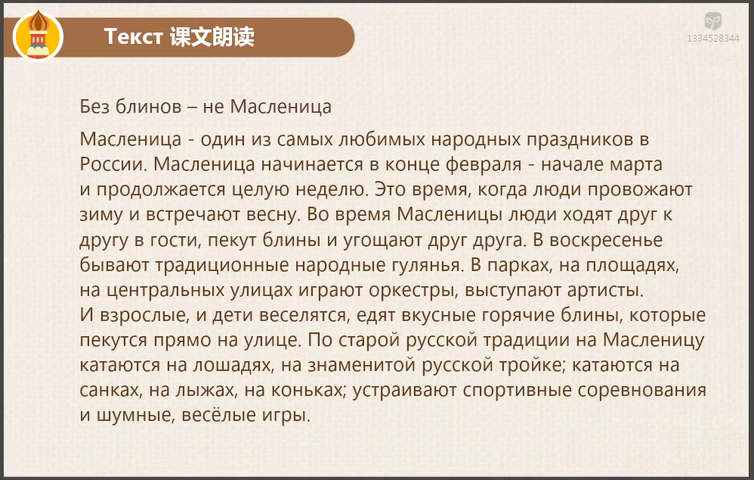 Текст 课文朗读
1334528344
Без блинов – не Масленица
Масленица - один из самых любимых народных праздников в
России. Масленица начинается в конце февраля - начале марта
и продолжается целую неделю. Это время, когда люди провожают
зиму и встречают весну. Во время Масленицы люди ходят друг к
другу в гости, пекут блины и угощают друг друга. В воскресенье
бывают традиционные народные гулянья. В парках, на площадях,
на центральных улицах играют оркестры, выступают артисты.
И взрослые, и дети веселятся, едят вкусные горячие блины, которые
пекутся прямо на улице. По старой русской традиции на Масленицу
катаются на лошадях, на знаменитой русской тройке; катаются на
санках, на лыжах, на коньках; устраивают спортивные соревнования
и шумные, весёлые игры.